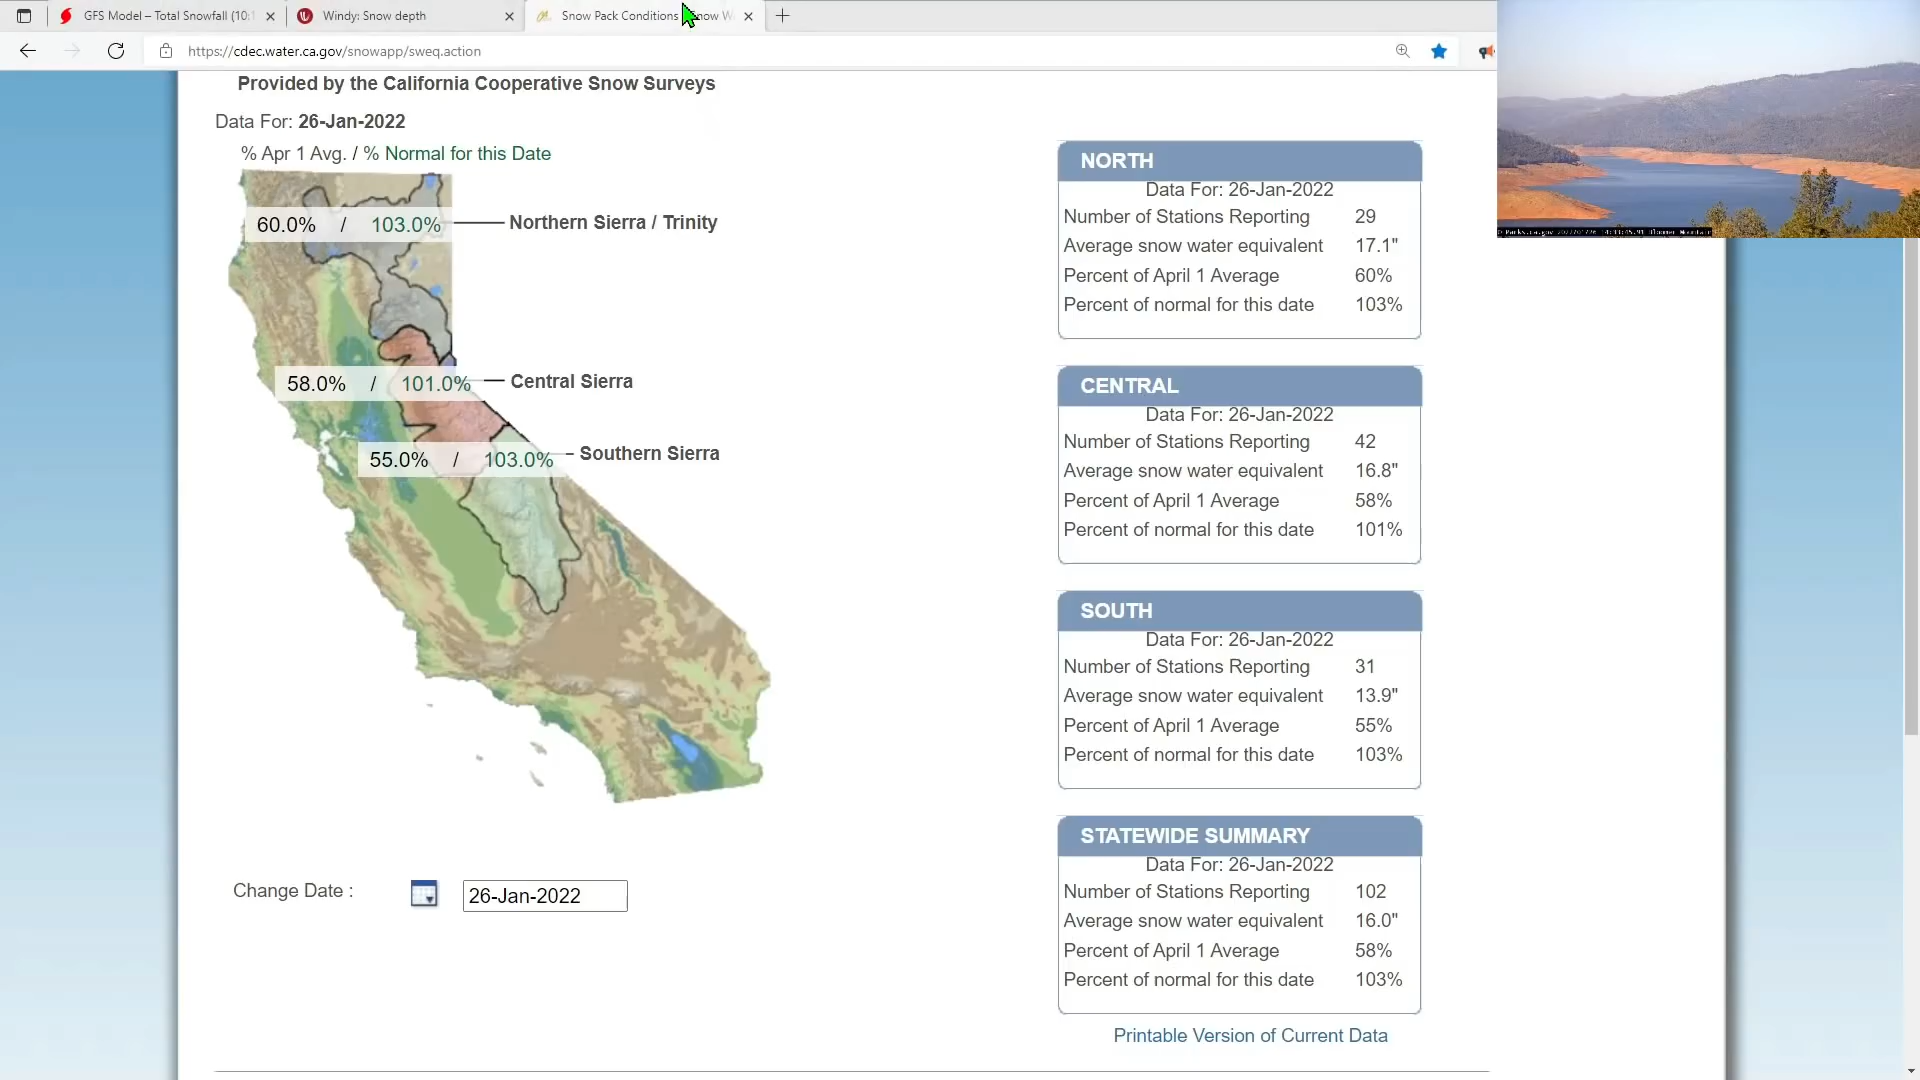 GFS Model – Total Snowfall (10:1
Windy: Snow depth
Snow Pack Conditions
https://cdec.water.ca.gov/snowapp/sweq.action
Provided by the California Cooperative Snow Surveys
Data For: 26-Jan-2022
% Apr 1 Avg. / % Normal for this Date
60.0% / 103.0%
Northern Sierra / Trinity
58.0% / 101.0%
Central Sierra
55.0% / 103.0%
Southern Sierra
Change Date :
26-Jan-2022
NORTH
Data For: 26-Jan-2022
Number of Stations Reporting 29
Average snow water equivalent 17.1"
Percent of April 1 Average 60%
Percent of normal for this date 103%
CENTRAL
Data For: 26-Jan-2022
Number of Stations Reporting 42
Average snow water equivalent 16.8"
Percent of April 1 Average 58%
Percent of normal for this date 101%
SOUTH
Data For: 26-Jan-2022
Number of Stations Reporting 31
Average snow water equivalent 13.9"
Percent of April 1 Average 55%
Percent of normal for this date 103%
STATEWIDE SUMMARY
Data For: 26-Jan-2022
Number of Stations Reporting 102
Average snow water equivalent 16.0"
Percent of April 1 Average 58%
Percent of normal for this date 103%
Printable Version of Current Data
Parks.ca.gov Bloomer Mountain